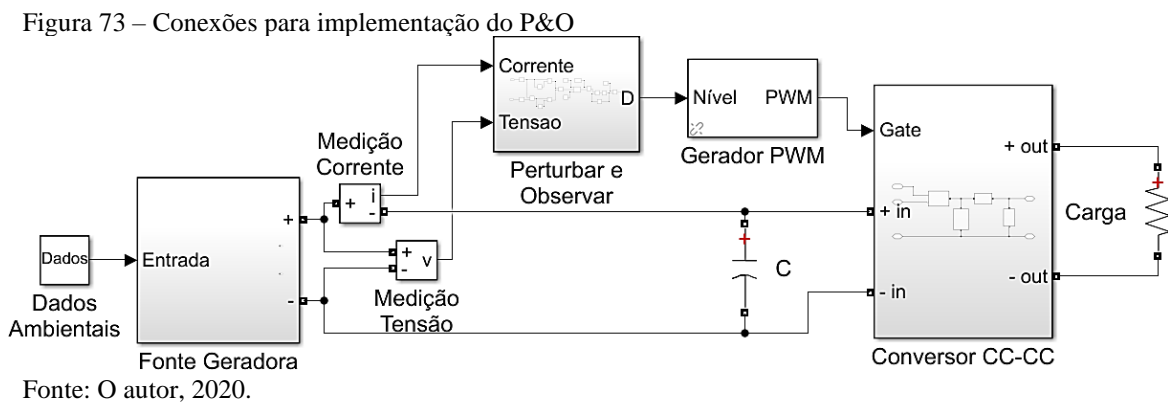 Figura 73 – Conexões para implementação do P&O
Corrente
Tensao
D
Perturbar e
Observar
Nível
PWM
Gerador PWM
Gate
+ in
- in
+ out
- out
Conversor CC-CC
Carga
+
Medição
Corrente
+
i
-
+
-
v
Medição
Tensão
+
C
Dados
Dados
Ambientais
Entrada
+
-
Fonte Geradora
Fonte: O autor, 2020.